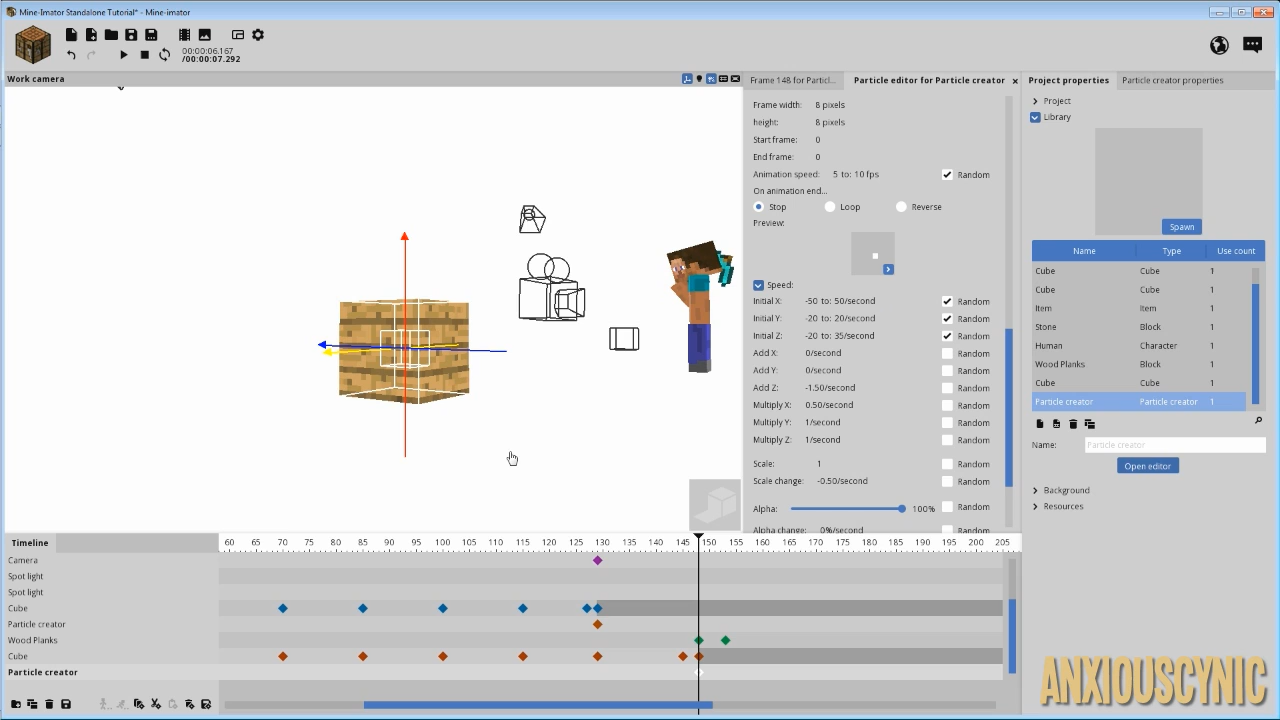 Mine-Imator Standalone Tutorial* - Mine-imator
00:00:06.167
/00:00:07.292
Work camera
Frame 148 for Particl...
Particle editor for Particle creator
Frame width: 8 pixels
height: 8 pixels
Start frame: 0
End frame: 0
Animation speed: 5 to: 10 fps Random
On animation end...
Stop Loop Reverse
Preview:
Speed:
Initial X: -50 to: 50/second Random
Initial Y: -20 to: 20/second Random
Initial Z: -20 to: 35/second Random
Add X: 0/second Random
Add Y: 0/second Random
Add Z: -1.50/second Random
Multiply X: 0.50/second Random
Multiply Y: 1/second Random
Multiply Z: 1/second Random
Scale: 1 Random
Scale change: -0.50/second Random
Alpha: 100% Random
Alpha change: 0%/second Random
Project properties
Particle creator properties
Project
Library
Spawn
Name Type Use count
Cube Cube 1
Cube Cube 1
Item Item 1
Stone Block 1
Human Character 1
Wood Planks Block 1
Cube Cube 1
Particle creator Particle creator 1
Name: Particle creator
Open editor
Background
Resources
Timeline
60 65 70 75 80 85 90 95 100 105 110 115 120 125 130 135 140 145 150 155 160 165 170 175 180 185 190 195 200 205
Camera
Spot light
Spot light
Cube
Particle creator
Wood Planks
Cube
Particle creator
ANXIOUSCYNIC